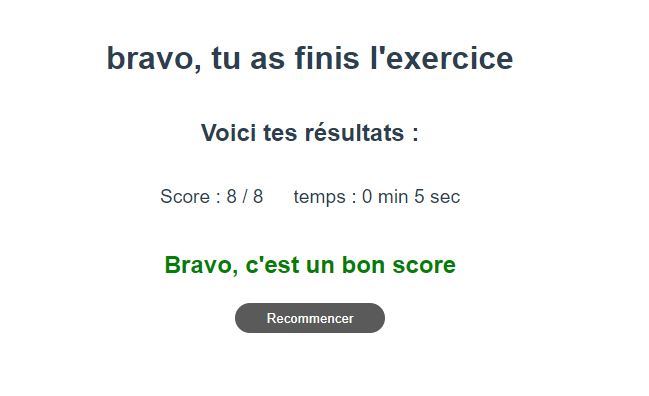 bravo, tu as finis l'exercice
Voici tes résultats :
Score : 8 / 8 temps : 0 min 5 sec
Bravo, c'est un bon score
Recommencer